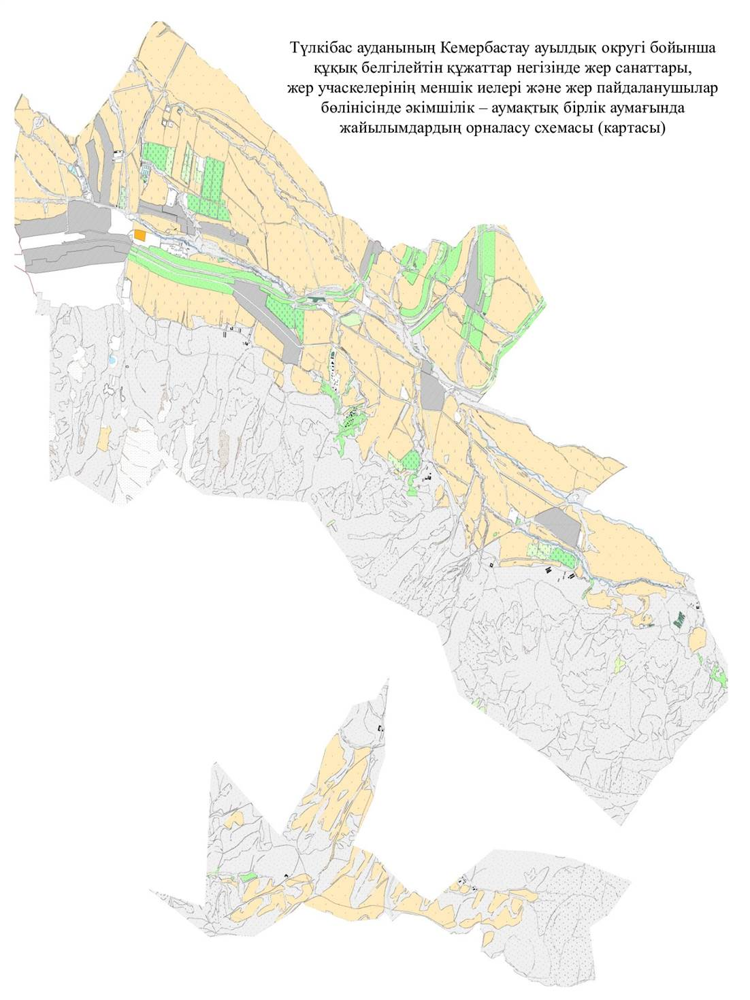 Түлкібас ауданының Кемербастау ауылдық округі бойынша
құқық белгілейтін құжаттар негізінде жер санаттары,
жер учаскелерінің меншік иелері және жер пайдаланушылар
бөлінісінде әкімшілік – аумақтық бірлік аумағында
жайылымдардың орналасу схемасы (картасы)